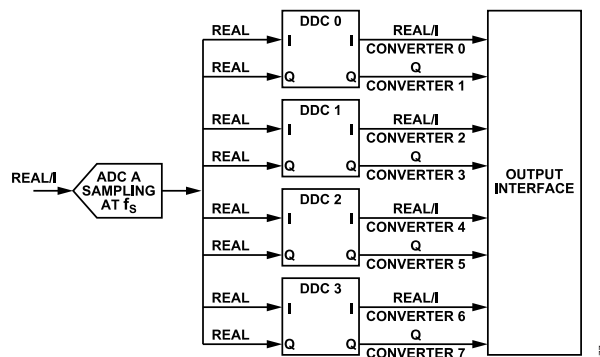 REAL/I
ADC A
SAMPLING
AT fS
DDC 0
REAL
I
I
REAL/I
CONVERTER 0
REAL
Q
Q
Q
CONVERTER 1
DDC 1
REAL
I
I
REAL/I
CONVERTER 2
REAL
Q
Q
Q
CONVERTER 3
DDC 2
REAL
I
I
REAL/I
CONVERTER 4
REAL
Q
Q
Q
CONVERTER 5
DDC 3
REAL
I
I
REAL/I
CONVERTER 6
REAL
Q
Q
Q
CONVERTER 7
OUTPUT
INTERFACE